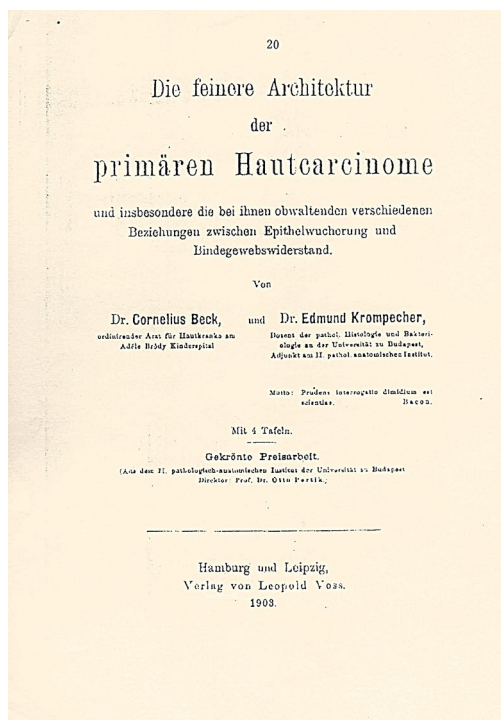 20
Die feinere Architektur
der
primären Hautcarcinome
und insbesondere die bei ihnen obwaltenden verschiedenen
Beziehungen zwischen Epithelwucherung und
Bindegewebswiderstand.
Von
Dr. Cornelius Beck,
ordinirender Arzt für Hautkranke am
Adèle Bródy Kinderspital
und
Dr. Edmund Krompecher,
Dozent der pathol. Histologie und Bakteri-
ologie an der Universität zu Budapest,
Adjunkt am II. pathol. anatomischen Institut.
Motto: Prudens interrogatio dimidium est
scientiae. Bacon.
Mit 4 Tafeln.
Gekrönte Preisarbeit.
(Aus dem II. pathologisch-anatomischen Institut der Universität zu Budapest
Direktor: Prof. Dr. Otto Pertik.)
Hamburg und Leipzig,
Verlag von Leopold Voss.
1903.